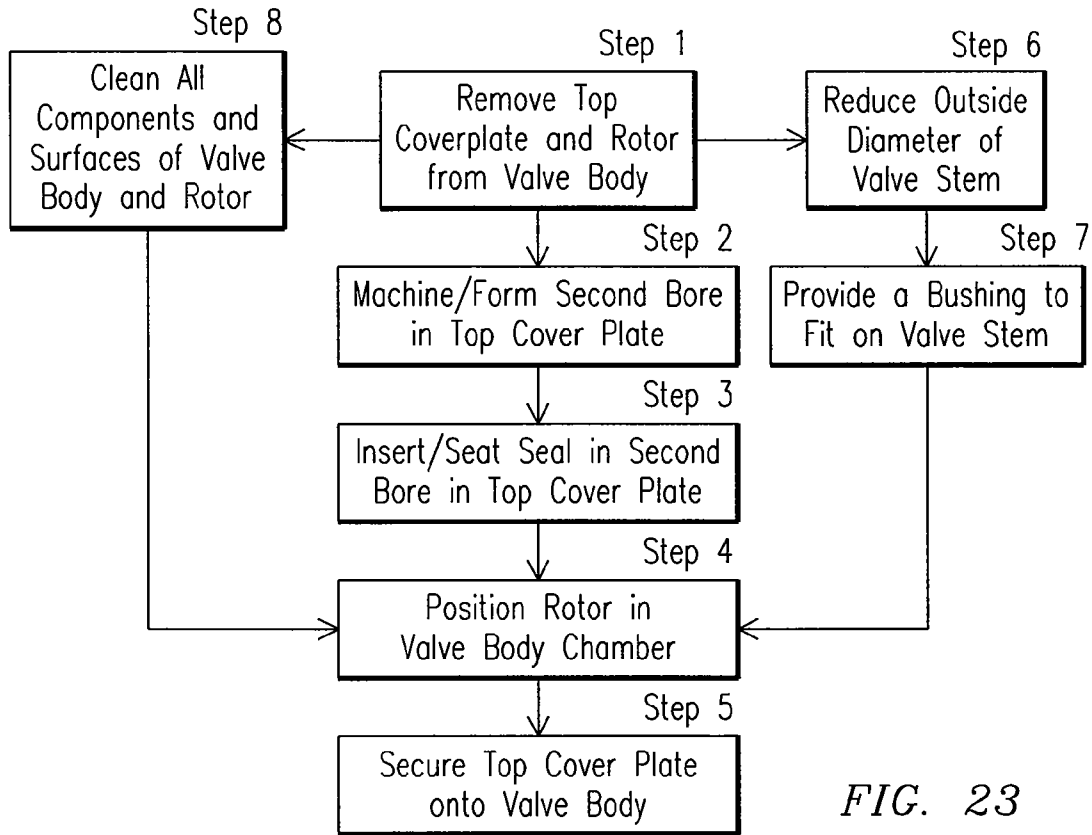 Step 8
Clean All
Components and
Surfaces of Valve
Body and Rotor
Step 1
Remove Top
Coverplate and Rotor
from Valve Body
Step 6
Reduce Outside
Diameter of
Valve Stem
Step 2
Machine/Form Second Bore
in Top Cover Plate
Step 7
Provide a Bushing to
Fit on Valve Stem
Step 3
Insert/Seat Seal in Second
Bore in Top Cover Plate
Step 4
Position Rotor in
Valve Body Chamber
Step 5
Secure Top Cover Plate
onto Valve Body
FIG. 23